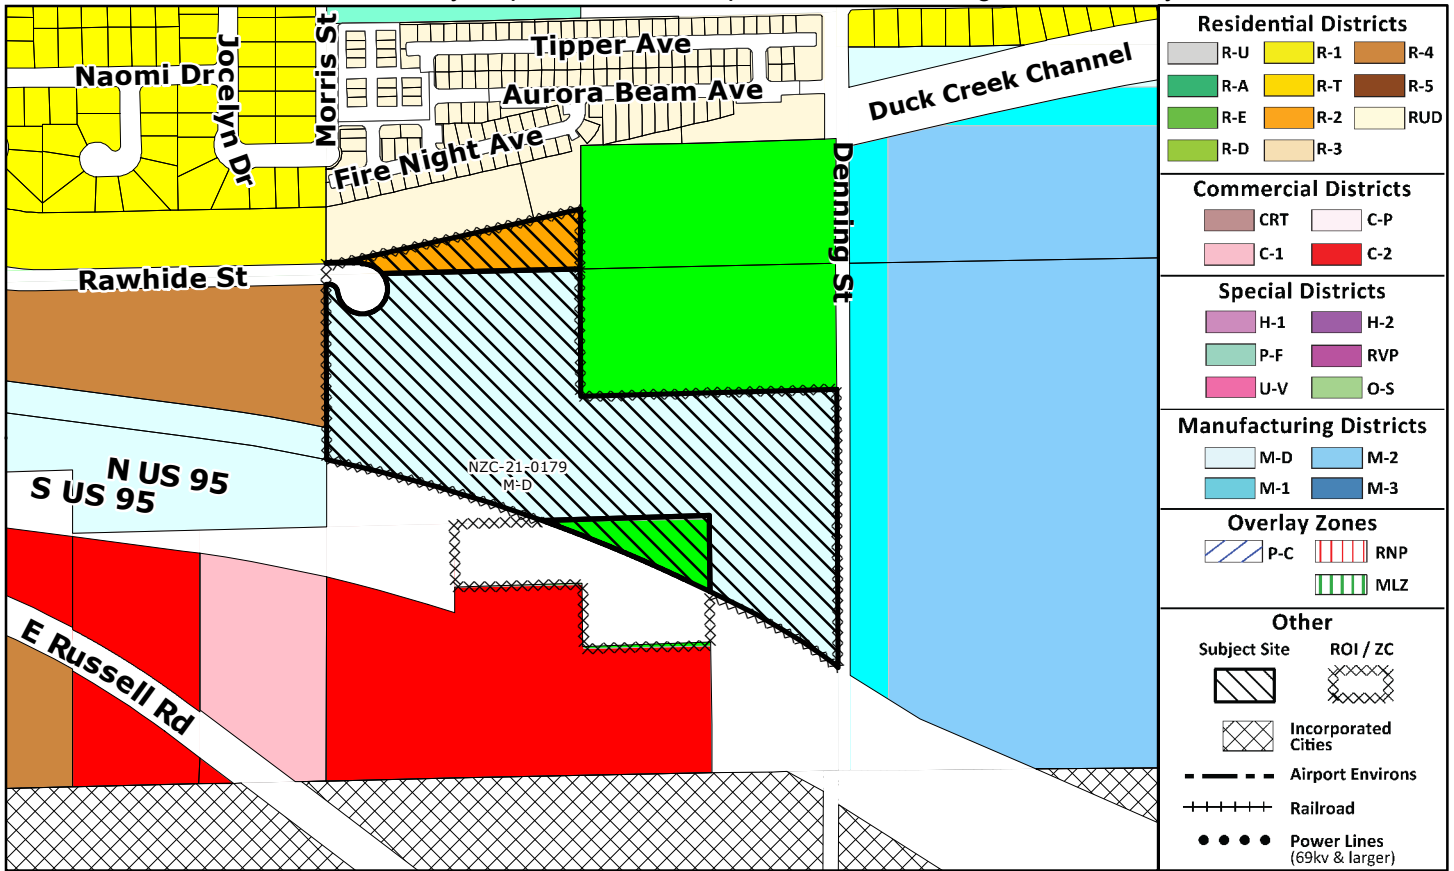 Tipper Ave
Naomi Dr
Jocelyn Dr
Morris St
Aurora Beam Ave
Duck Creek Channel
Fire Night Ave
Denning St
Rawhide St
NZC-21-0179
M-D
N US 95
S US 95
E Russell Rd
Residential Districts
R-U
R-1
R-4
R-A
R-T
R-5
R-E
R-2
RUD
R-D
R-3
Commercial Districts
CRT
C-P
C-1
C-2
Special Districts
H-1
H-2
P-F
RVP
U-V
O-S
Manufacturing Districts
M-D
M-2
M-1
M-3
Overlay Zones
P-C
RNP
MLZ
Other
Subject Site
ROI / ZC
Incorporated
Cities
Airport Environs
Railroad
Power Lines
(69kv & larger)